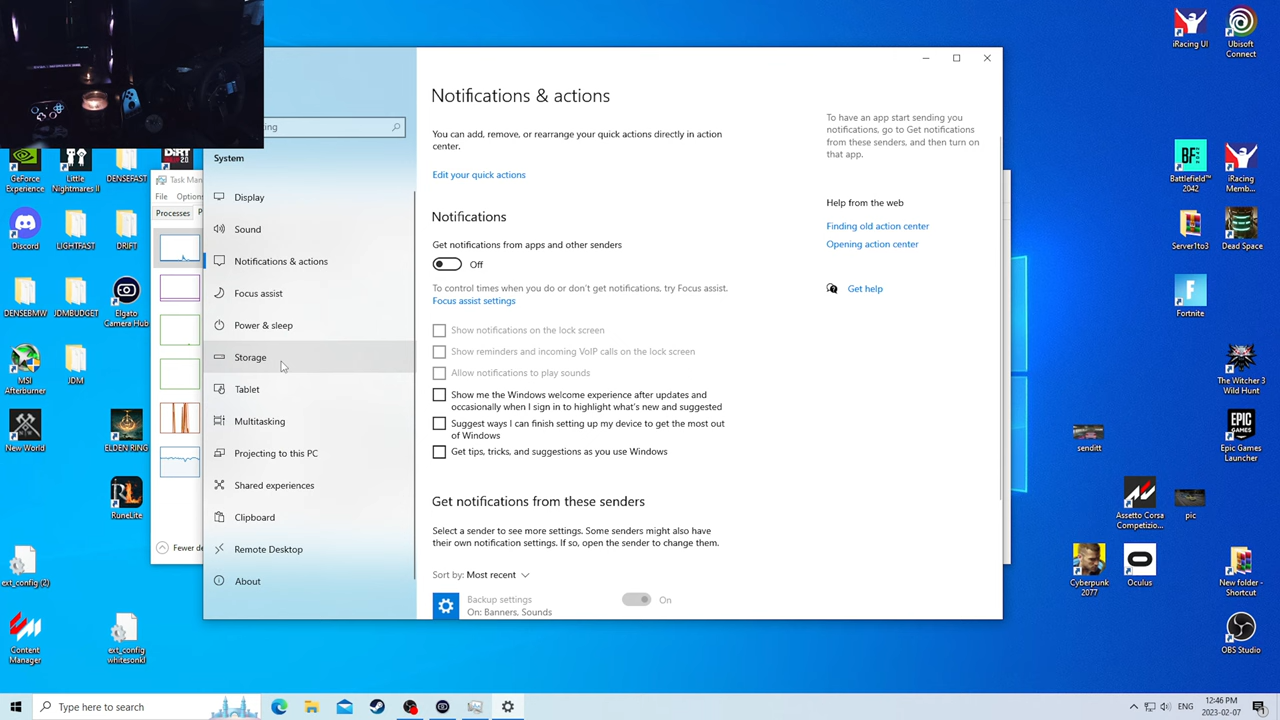 iRacing UI
Ubisoft
Connect
GeForce
Experience
Little
Nightmares II
DENSEFAST
DiRT
2.0
Discord
LIGHTFAST
DRIFT
DENSEBMW
JDMBUDGET
Elgato
Camera Hub
MSI
Afterburner
JDM
New World
ELDEN RING
RuneLite
ext_config (2)
Content
Manager
ext_config
whitesonli
Task Man
File
Options
Processes
P
Fewer de
ting
System
Display
Sound
Notifications & actions
Focus assist
Power & sleep
Storage
Tablet
Multitasking
Projecting to this PC
Shared experiences
Clipboard
Remote Desktop
About
Notifications & actions
You can add, remove, or rearrange your quick actions directly in action
center.
Edit your quick actions
Notifications
Get notifications from apps and other senders
Off
To control times when you do or don't get notifications, try Focus assist.
Focus assist settings
Show notifications on the lock screen
Show reminders and incoming VoIP calls on the lock screen
Allow notifications to play sounds
Show me the Windows welcome experience after updates and
occasionally when I sign in to highlight what's new and suggested
Suggest ways I can finish setting up my device to get the most out
of Windows
Get tips, tricks, and suggestions as you use Windows
Get notifications from these senders
Select a sender to see more settings. Some senders might also have
their own notification settings. If so, open the sender to change them.
Sort by: Most recent
Backup settings
On: Banners, Sounds
On
To have an app start sending you
notifications, go to Get notifications
from these senders, and then turn on
that app.
Help from the web
Finding old action center
Opening action center
Get help
BF
Battlefield™
2042
iRacing
Memb...
Server1to3
Dead Space
Fortnite
The Witcher 3
Wild Hunt
senditt
EPIC
GAMES
Epic Games
Launcher
Assetto Corsa
Competizio...
pic
Cyberpunk
2077
Oculus
New folder -
Shortcut
OBS Studio
Type here to search
ENG
12:46 PM
2023-02-07
1